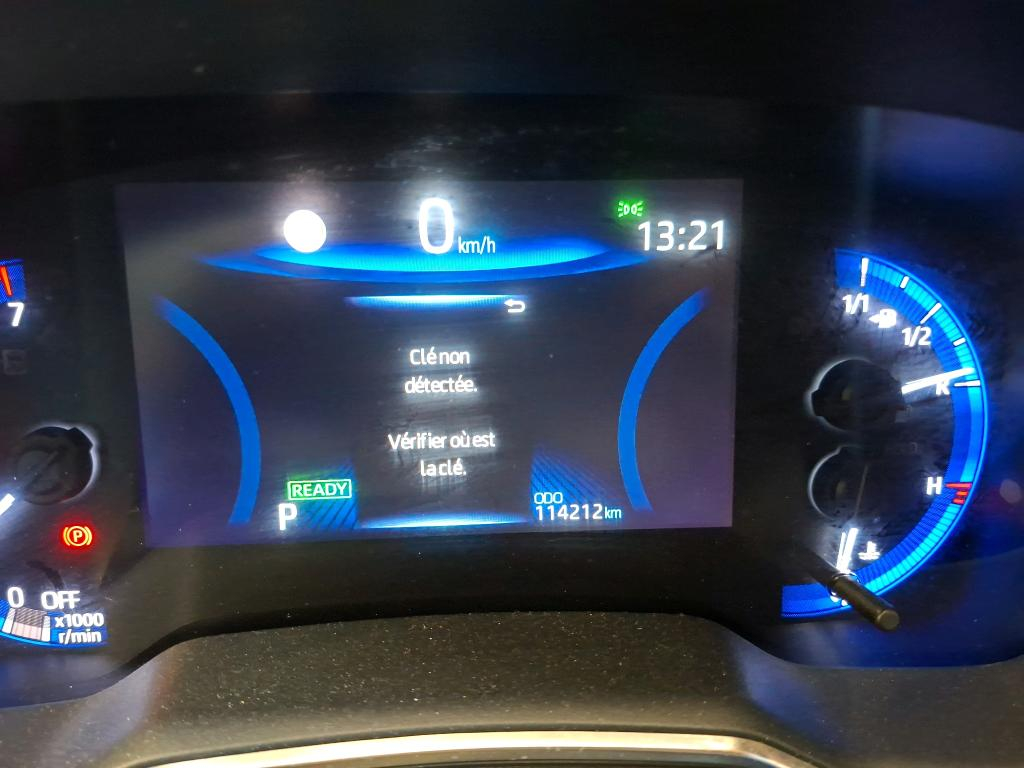 0 km/h
13:21
7
1/1
1/2
Clé non
détectée.
R
Vérifier où est
la clé.
H
READY
P
ODO
114212 km
P
0 OFF
x1000
r/min